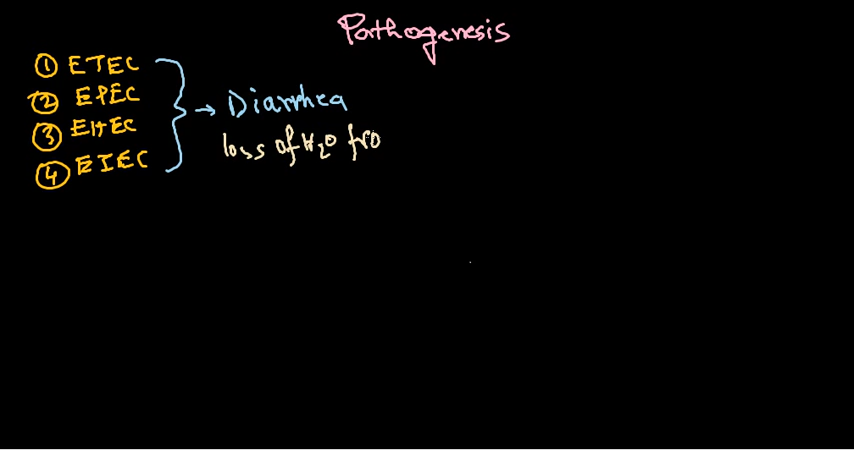 Pathogenesis
① ETEC
② EPEC
③ EHEC
④ EIEC
→ Diarrhea
loss of H₂O fro